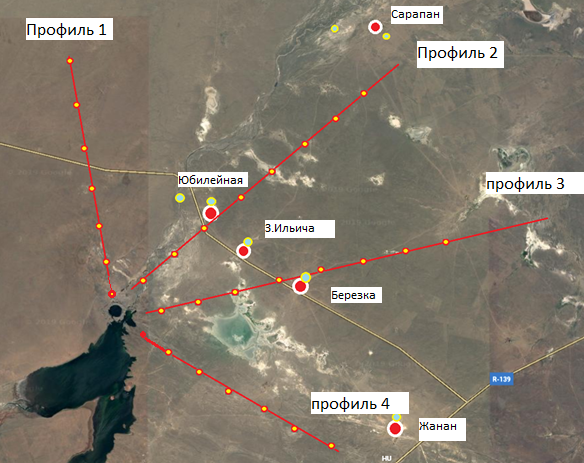 Сарапан
Профиль 1
Профиль 2
Юбилейная
профиль 3
З.Ильича
Березка
R-139
профиль 4
Жанан
HU